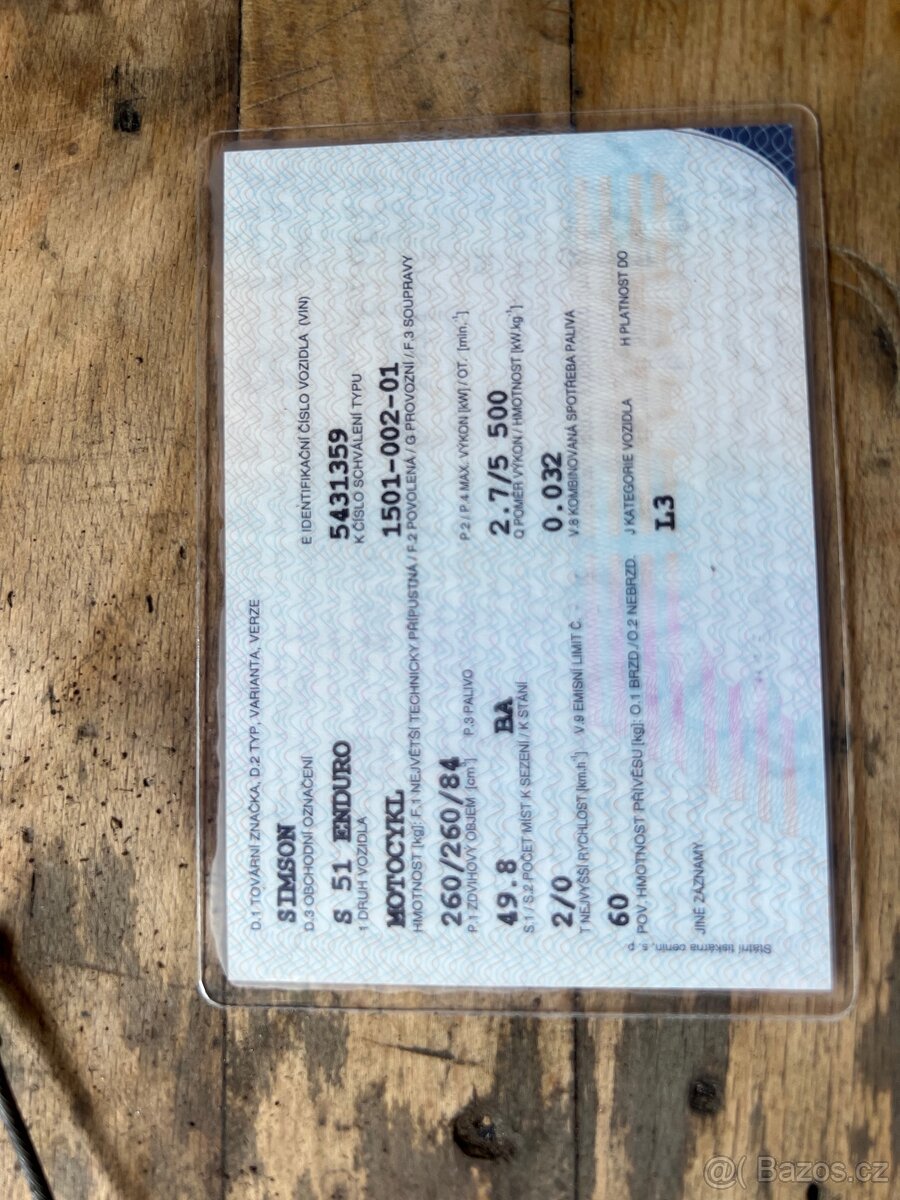 D.1 TOVÁRNÍ ZNAČKA, D.2 TYP, VARIANTA, VERZE
SIMSON
D.3 OBCHODNÍ OZNAČENÍ E IDENTIFIKAČNÍ ČÍSLO VOZIDLA (VIN)
S 51 ENDURO 5431359
1 DRUH VOZIDLA K ČÍSLO SCHVÁLENÍ TYPU
MOTOCYKL 1501-002-01
HMOTNOST [kg]: F.1 NEJVĚTŠÍ TECHNICKY PŘÍPUSTNÁ / F.2 POVOLENÁ / G PROVOZNÍ / F.3 SOUPRAVY
260/260/84
P.1 ZDVIHOVÝ OBJEM [cm³] P.3 PALIVO P.2 / P.4 MAX. VÝKON [kW] / OT. [min.⁻¹]
49.8 BA 2.7/5 500
S.1 / S.2 POČET MÍST K SEZENÍ / K STÁNÍ Q POMĚR VÝKON / HMOTNOST [kW.kg⁻¹]
2/0 0.032
T NEJVYŠŠÍ RYCHLOST [km.h⁻¹] V.9 EMISNÍ LIMIT Č. V.8 KOMBINOVANÁ SPOTŘEBA PALIVA
60
POV. HMOTNOST PŘÍVĚSU [kg]: O.1 BRZD./O.2 NEBRZD. J KATEGORIE VOZIDLA H PLATNOST DO
L3
JINÉ ZÁZNAMY
Státní tiskárna cenin, s. p.
@( Bazos.cz